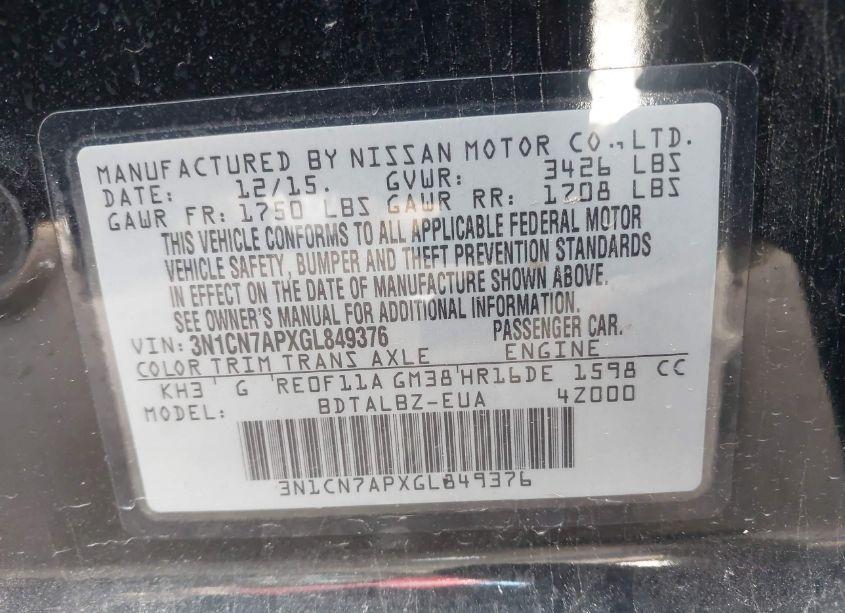 MANUFACTURED BY NISSAN MOTOR CO., LTD.
DATE: 12/15. GVWR: 3426 LBS
GAWR FR: 1750 LBS GAWR RR: 1708 LBS
THIS VEHICLE CONFORMS TO ALL APPLICABLE FEDERAL MOTOR
VEHICLE SAFETY, BUMPER AND THEFT PREVENTION STANDARDS
IN EFFECT ON THE DATE OF MANUFACTURE SHOWN ABOVE.
SEE OWNER'S MANUAL FOR ADDITIONAL INFORMATION.
VIN: 3N1CN7APXGL849376 PASSENGER CAR.
COLOR TRIM TRANS AXLE ENGINE
KH3 G RE0F11A GM38 HR16DE 1598 CC
MODEL: BDTALBZ-EUA 4Z000
3N1CN7APXGL849376